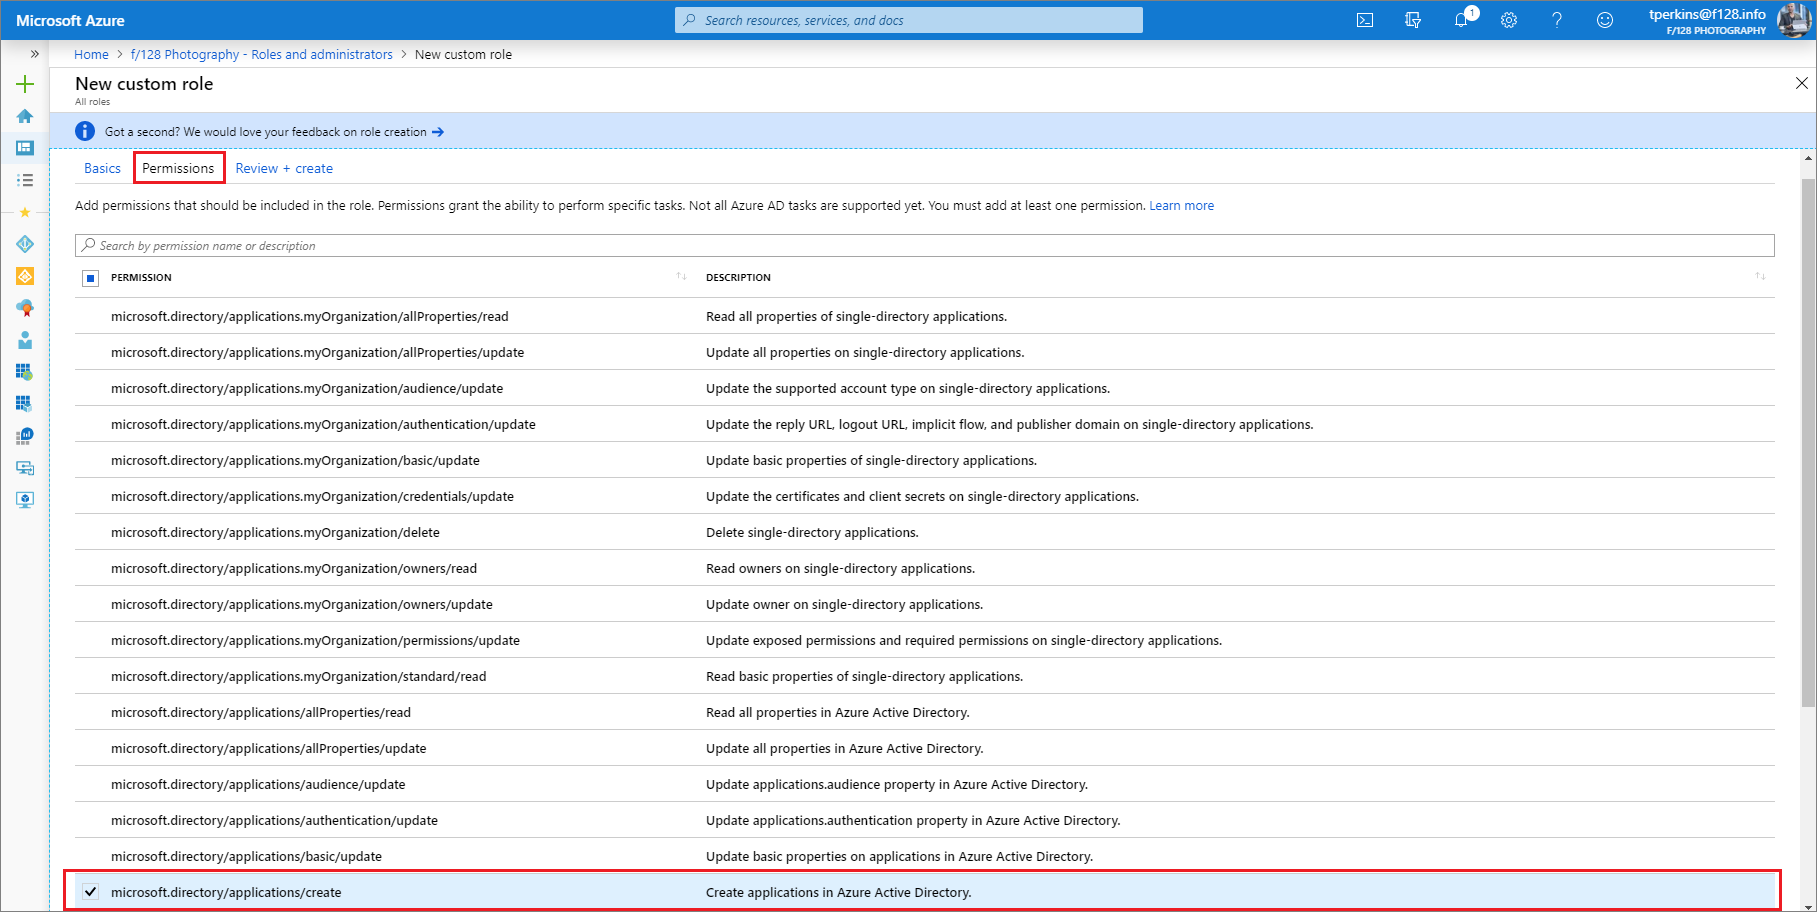 Microsoft Azure
Search resources, services, and docs
1
tperkins@f128.info
F/128 PHOTOGRAPHY
Home > f/128 Photography - Roles and administrators > New custom role
New custom role
All roles
Got a second? We would love your feedback on role creation →
Basics Permissions Review + create
Add permissions that should be included in the role. Permissions grant the ability to perform specific tasks. Not all Azure AD tasks are supported yet. You must add at least one permission. Learn more
Search by permission name or description
PERMISSION DESCRIPTION
microsoft.directory/applications.myOrganization/allProperties/read Read all properties of single-directory applications.
microsoft.directory/applications.myOrganization/allProperties/update Update all properties on single-directory applications.
microsoft.directory/applications.myOrganization/audience/update Update the supported account type on single-directory applications.
microsoft.directory/applications.myOrganization/authentication/update Update the reply URL, logout URL, implicit flow, and publisher domain on single-directory applications.
microsoft.directory/applications.myOrganization/basic/update Update basic properties of single-directory applications.
microsoft.directory/applications.myOrganization/credentials/update Update the certificates and client secrets on single-directory applications.
microsoft.directory/applications.myOrganization/delete Delete single-directory applications.
microsoft.directory/applications.myOrganization/owners/read Read owners on single-directory applications.
microsoft.directory/applications.myOrganization/owners/update Update owner on single-directory applications.
microsoft.directory/applications.myOrganization/permissions/update Update exposed permissions and required permissions on single-directory applications.
microsoft.directory/applications.myOrganization/standard/read Read basic properties of single-directory applications.
microsoft.directory/applications/allProperties/read Read all properties in Azure Active Directory.
microsoft.directory/applications/allProperties/update Update all properties in Azure Active Directory.
microsoft.directory/applications/audience/update Update applications.audience property in Azure Active Directory.
microsoft.directory/applications/authentication/update Update applications.authentication property in Azure Active Directory.
microsoft.directory/applications/basic/update Update basic properties on applications in Azure Active Directory.
microsoft.directory/applications/create Create applications in Azure Active Directory.